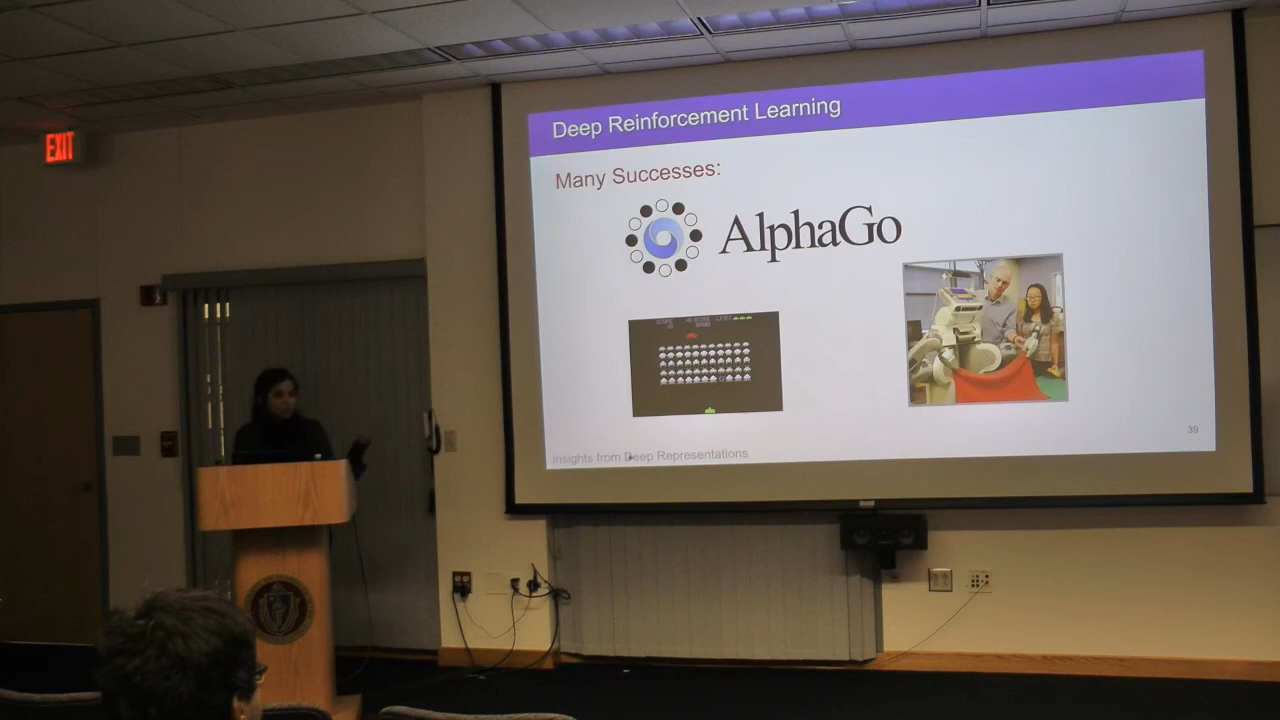 EXIT
Deep Reinforcement Learning
Many Successes:
AlphaGo
39
Insights from Deep Representations